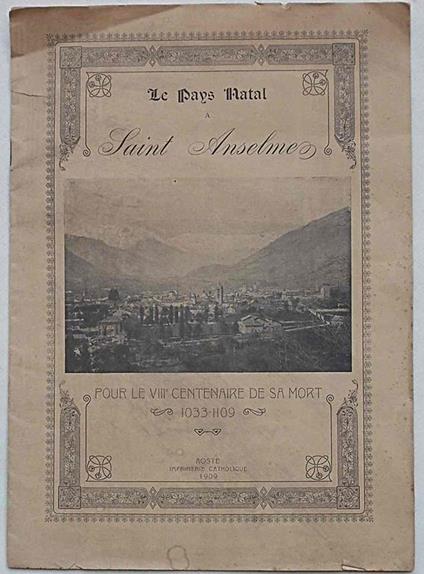 Le Pays Natal
A
Saint Anselme
POUR LE VIIIe CENTENAIRE DE SA MORT
1033-1109
AOSTE
IMPRIMERIE CATHOLIQUE
1909